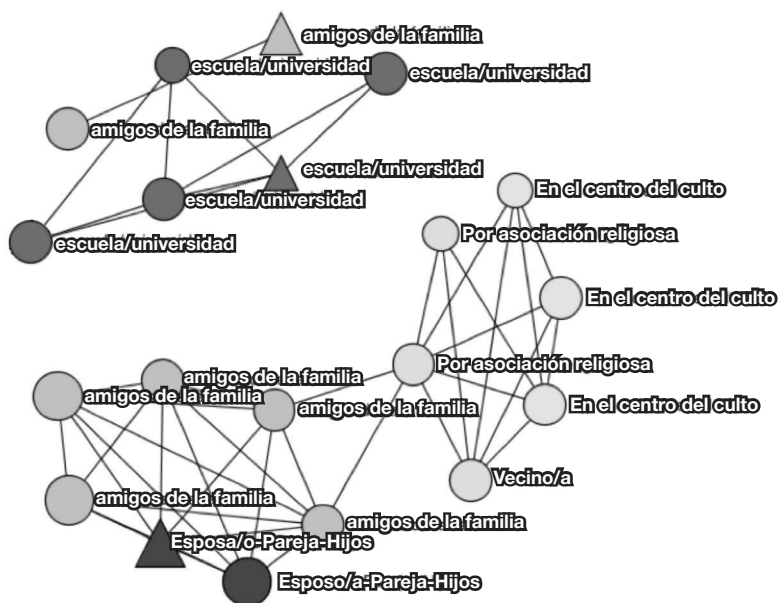 amigos de la familia
escuela/universidad
escuela/universidad
amigos de la familia
escuela/universidad
escuela/universidad
escuela/universidad
En el centro del culto
Por asociación religiosa
En el centro del culto
Por asociación religiosa
amigos de la familia
amigos de la familia
amigos de la familia
En el centro del culto
Vecino/a
amigos de la familia
amigos de la familia
Esposa/o-Pareja-Hijos
Esposo/a-Pareja-Hijos